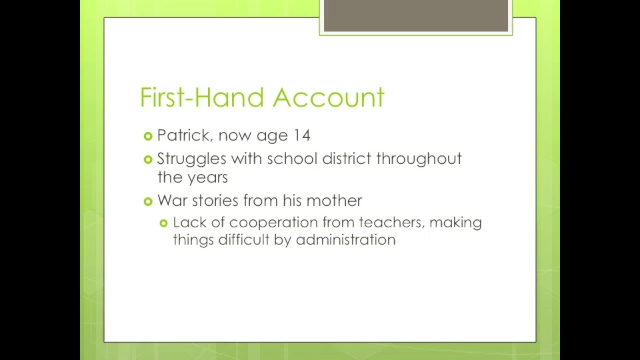 First-Hand Account
Patrick, now age 14
Struggles with school district throughout
the years
War stories from his mother
Lack of cooperation from teachers, making
things difficult by administration